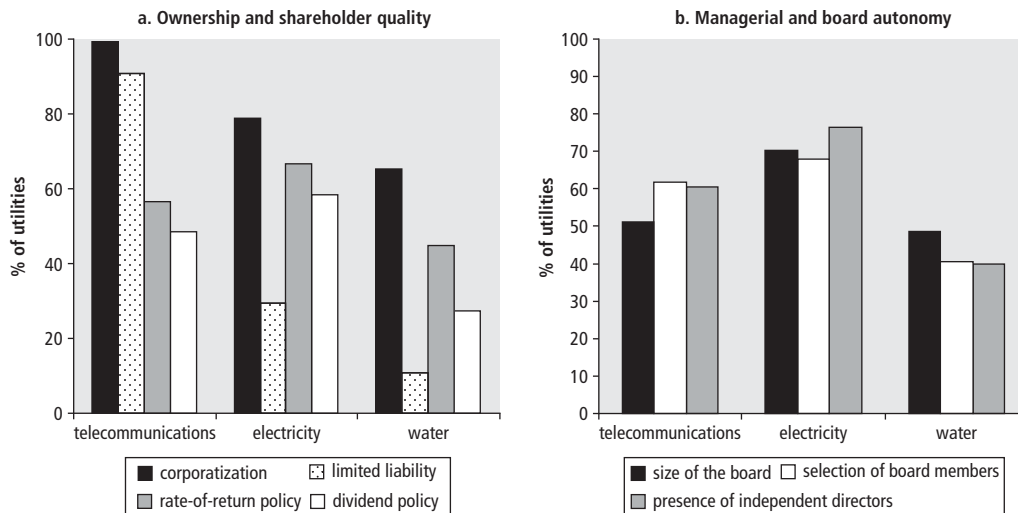 a. Ownership and shareholder quality
100
80
60
40
20
0
% of utilities
telecommunications electricity water
corporatization limited liability
rate-of-return policy dividend policy
b. Managerial and board autonomy
100
90
80
70
60
50
40
30
20
10
0
% of utilities
telecommunications electricity water
size of the board selection of board members
presence of independent directors